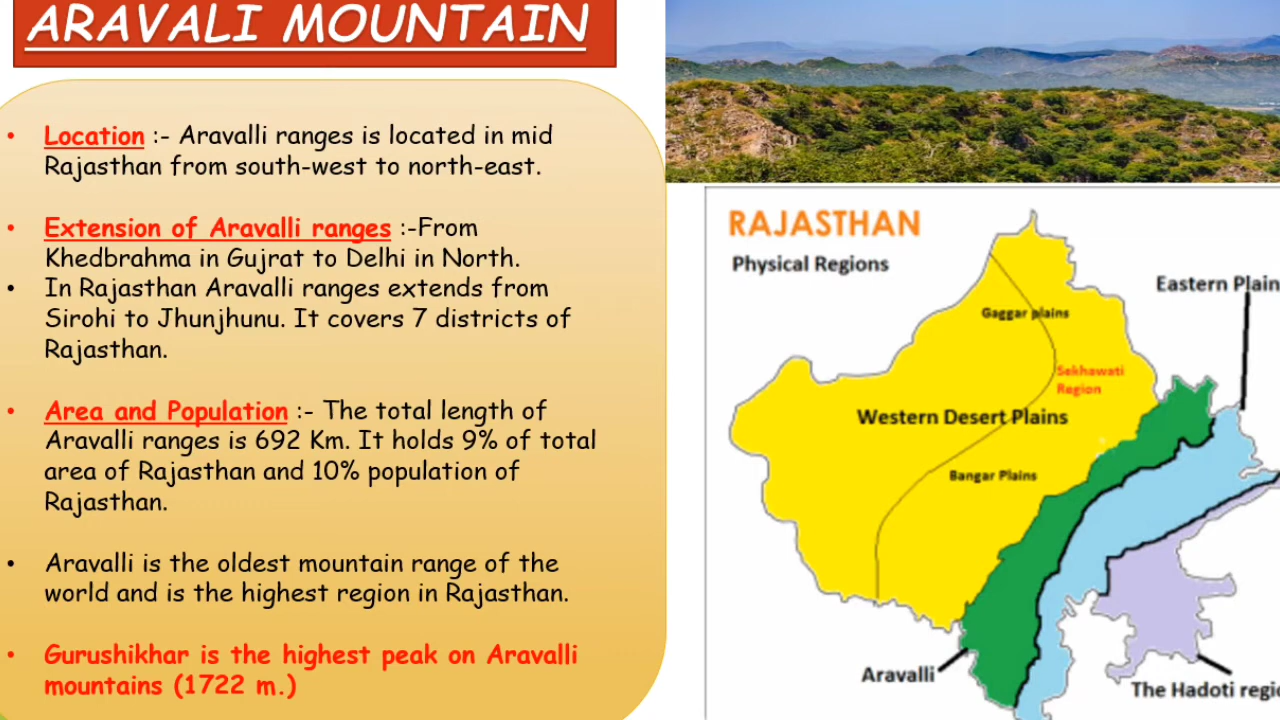 ARAVALI MOUNTAIN
• Location :- Aravalli ranges is located in mid
Rajasthan from south-west to north-east.
• Extension of Aravalli ranges :-From
Khedbrahma in Gujrat to Delhi in North.
• In Rajasthan Aravalli ranges extends from
Sirohi to Jhunjhunu. It covers 7 districts of
Rajasthan.
• Area and Population :- The total length of
Aravalli ranges is 692 Km. It holds 9% of total
area of Rajasthan and 10% population of
Rajasthan.
• Aravalli is the oldest mountain range of the
world and is the highest region in Rajasthan.
• Gurushikhar is the highest peak on Aravalli
mountains (1722 m.)
RAJASTHAN
Physical Regions
Eastern Plain
Gaggar plains
Sekhawati
Region
Western Desert Plains
Bangar Plains
Aravalli
The Hadoti regi